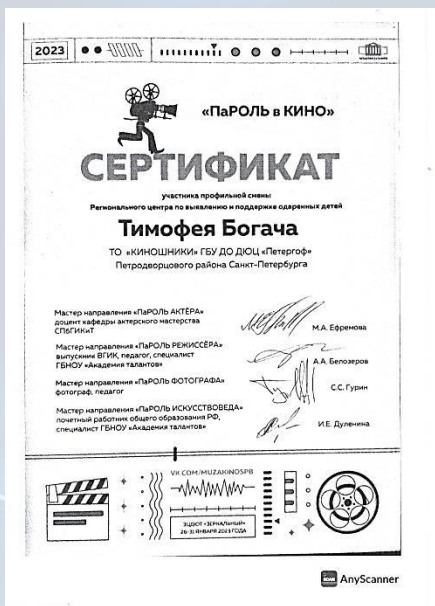 2023
«ПаРОЛЬ в КИНО»
СЕРТИФИКАТ
участника профильной смены
Регионального центра по выявлению и поддержке одаренных детей
Тимофея Богача
ТО «КИНОШНИКИ» ГБУ ДО ДЮЦ «Петергоф»
Петродворцового района Санкт-Петербурга
Мастер направления «ПаРОЛЬ АКТЁРА»
доцент кафедры актерского мастерства
СПбГИКиТ
М.А. Ефремова
Мастер направления «ПаРОЛЬ РЕЖИССЁРА»
выпускник ВГИК, педагог, специалист
ГБНОУ «Академия талантов»
А.А. Белозеров
Мастер направления «ПаРОЛЬ ФОТОГРАФА»
фотограф, педагог
С.С. Гурин
Мастер направления «ПаРОЛЬ ИСКУССТВОВЕДА»
почетный работник общего образования РФ,
специалист ГБНОУ «Академия талантов»
И.Е. Дуленина
VK.COM/MUZAKINOSPB
ЗЦДЮТ «ЗЕРКАЛЬНЫЙ»
26-31 ЯНВАРЯ 2023 ГОДА
SCAN
AnyScanner